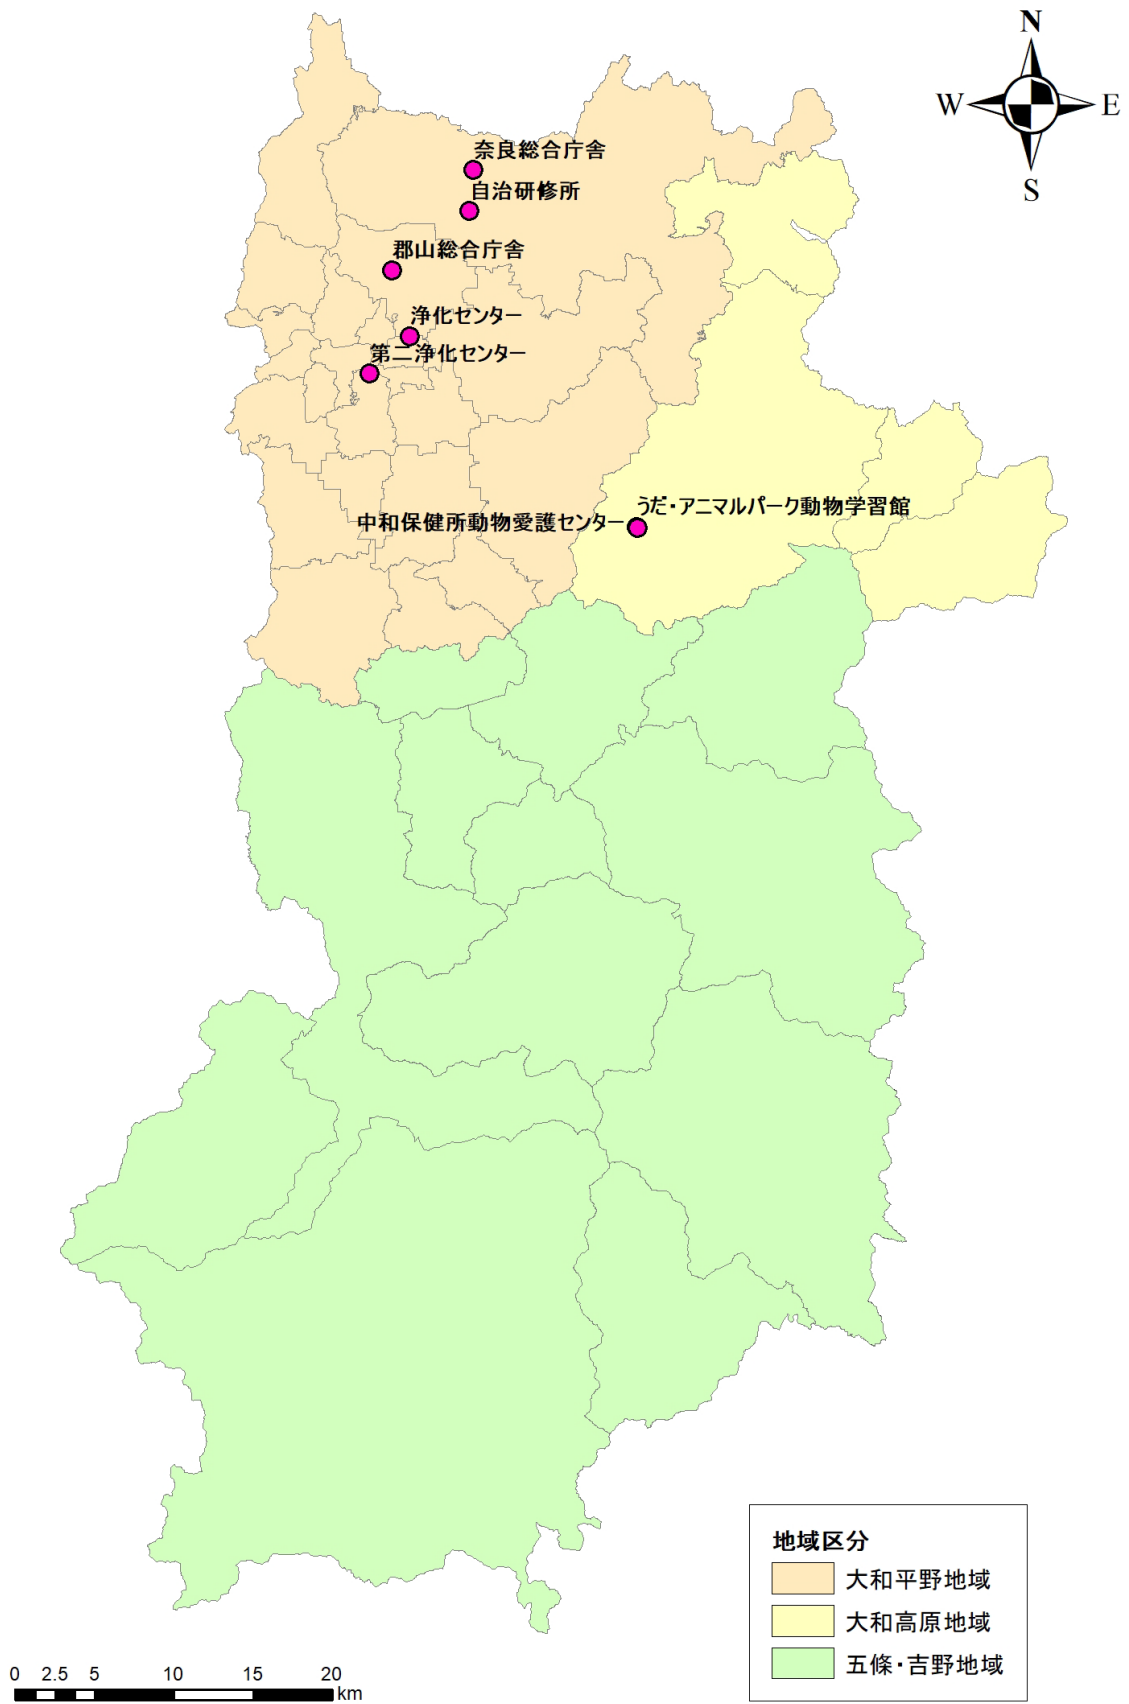 N
W
E
S
奈良総合庁舎
自治研修所
郡山総合庁舎
浄化センター
第二浄化センター
うだ・アニマルパーク動物学習館
中和保健所動物愛護センター
地域区分
大和平野地域
大和高原地域
五條・吉野地域
0 2.5 5 10 15 20
km